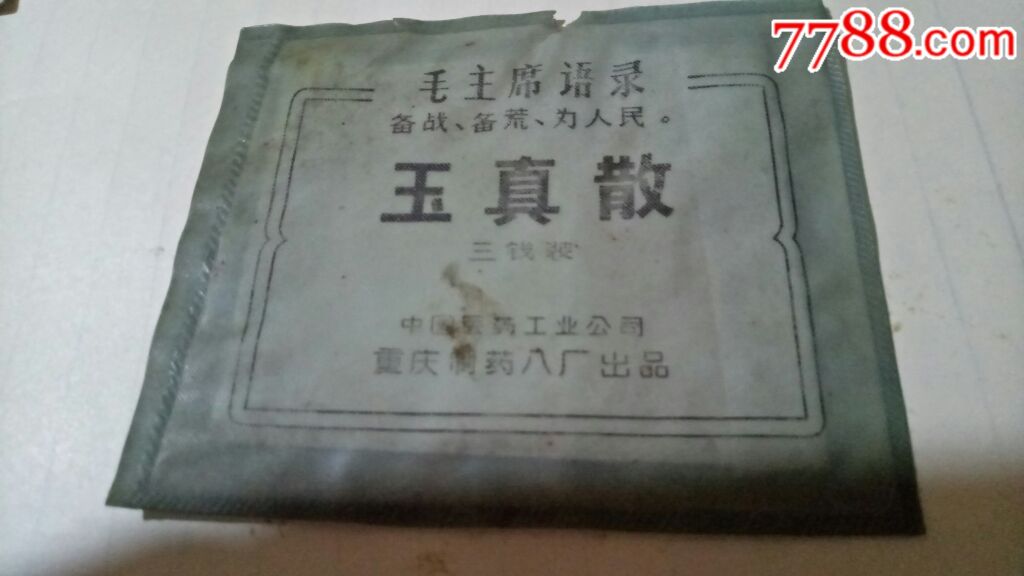 7788.com
毛主席语录
备战、备荒、为人民。
玉真散
三钱装
中国医药工业公司
重庆制药八厂出品